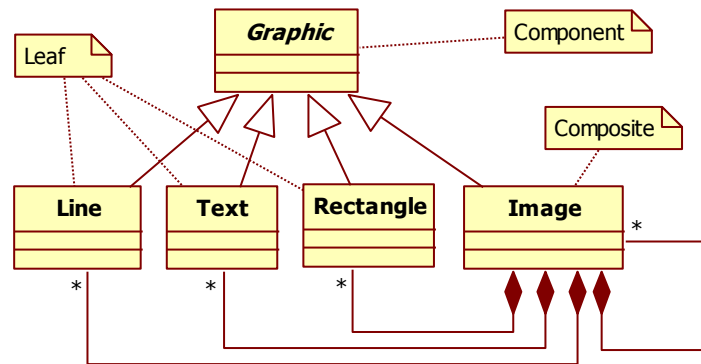 Graphic
Component
Leaf
Composite
Line
Text
Rectangle
Image
*
*
*
*